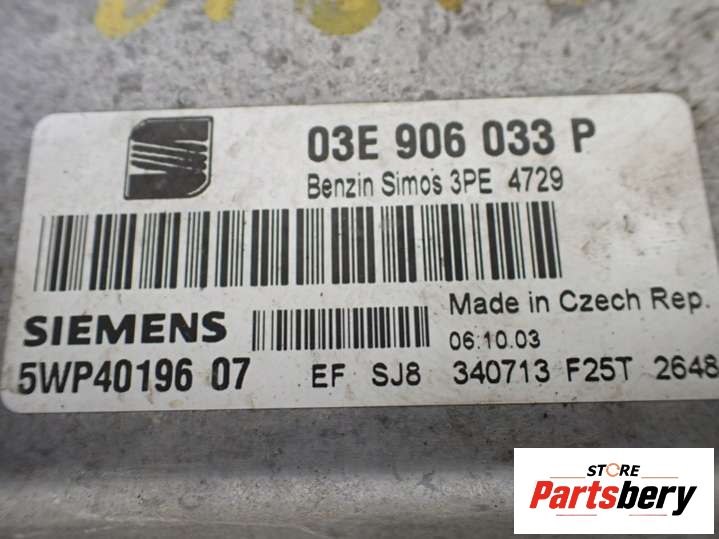 03E 906 033 P
Benzin Simos 3PE 4729
Made in Czech Rep.
SIEMENS
06.10.03
5WP40196 07 EF SJ8 340713 F25T 2648
STORE
Partsbery